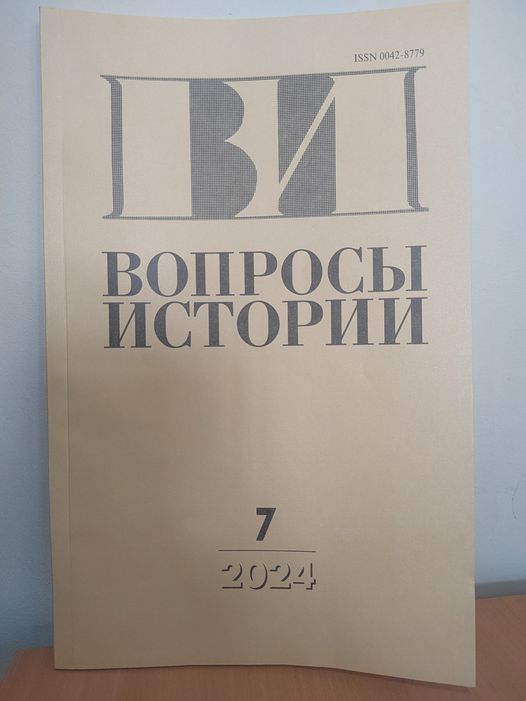 ISSN 0042-8779
ВИ
ВОПРОСЫ
ИСТОРИИ
7
2024